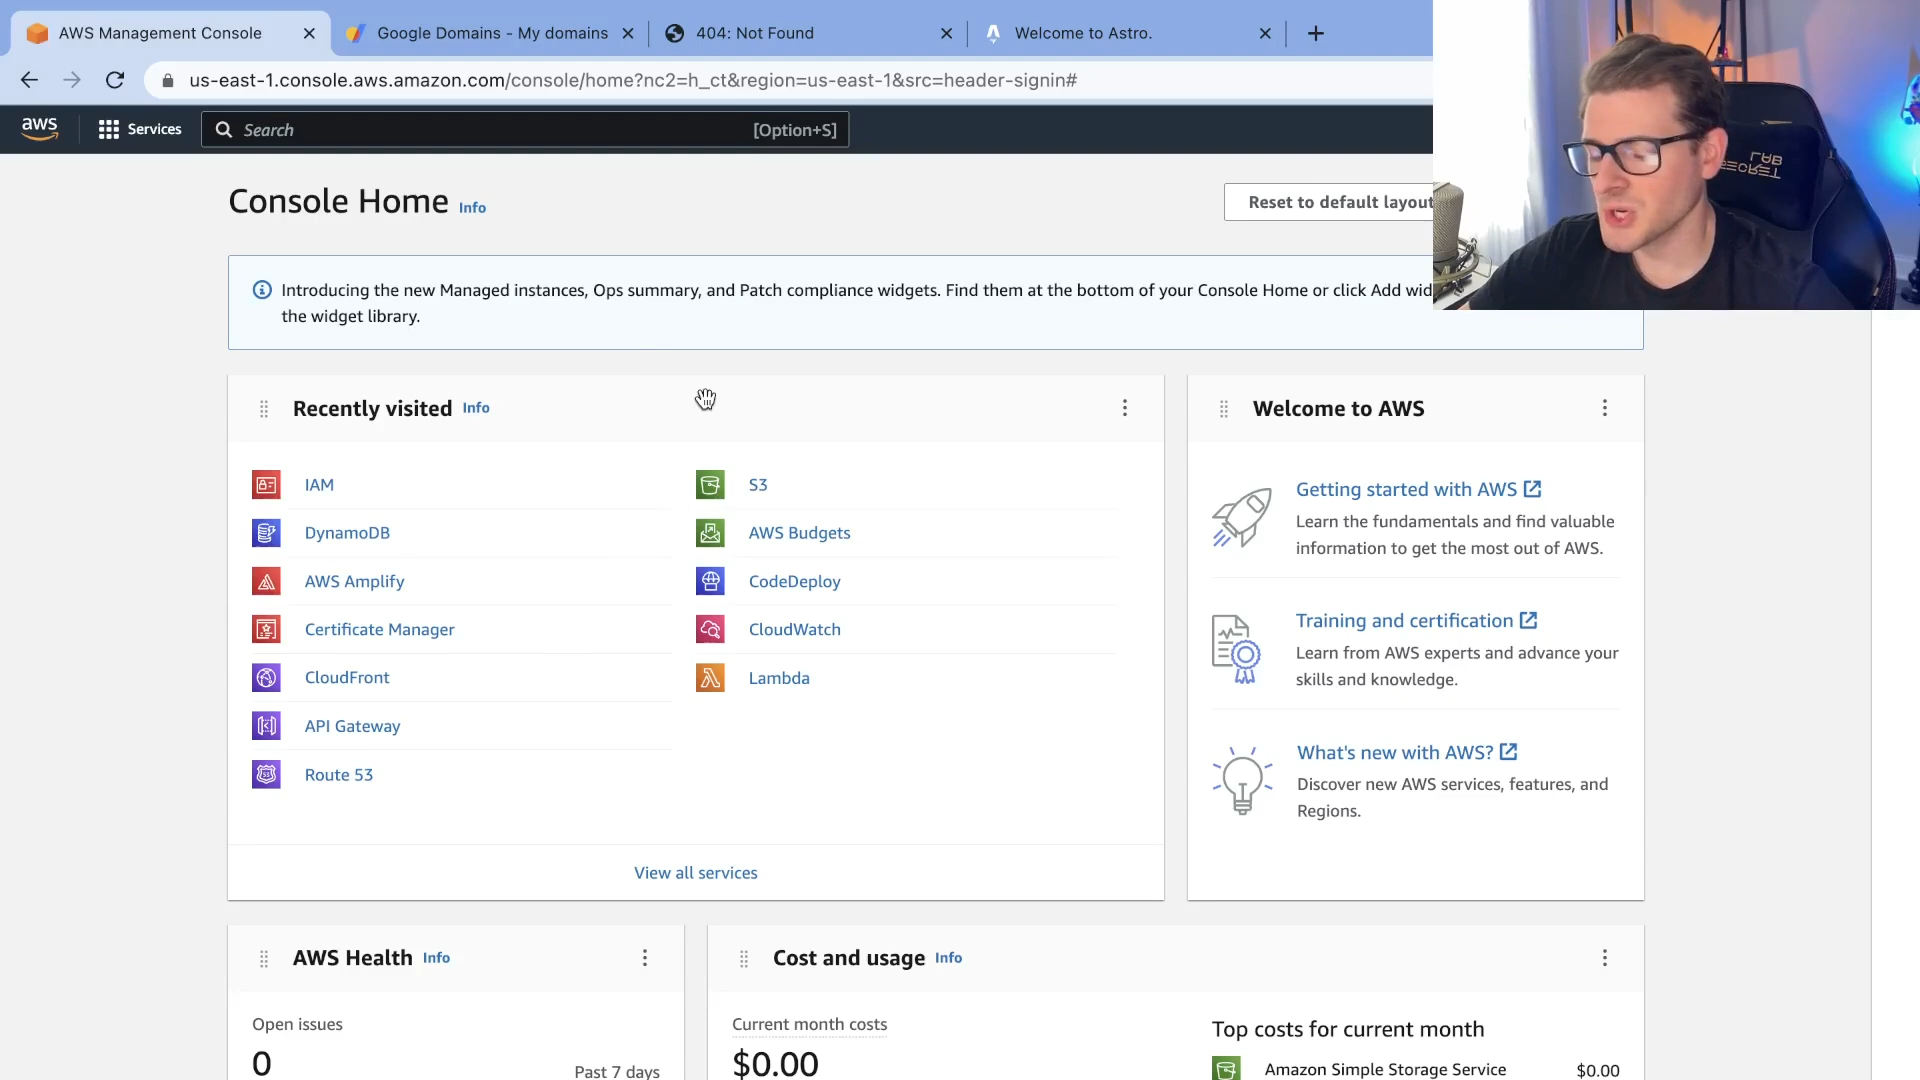 AWS Management Console
Google Domains - My domains
404: Not Found
Welcome to Astro.
us-east-1.console.aws.amazon.com/console/home?nc2=h_ct&region=us-east-1&src=header-signin#
aws
Services
Search
[Option+S]
Console Home Info
Reset to default layout
Introducing the new Managed instances, Ops summary, and Patch compliance widgets. Find them at the bottom of your Console Home or click Add wid
the widget library.
Recently visited Info
IAM
DynamoDB
AWS Amplify
Certificate Manager
CloudFront
API Gateway
Route 53
S3
AWS Budgets
CodeDeploy
CloudWatch
Lambda
View all services
Welcome to AWS
Getting started with AWS
Learn the fundamentals and find valuable
information to get the most out of AWS.
Training and certification
Learn from AWS experts and advance your
skills and knowledge.
What's new with AWS?
Discover new AWS services, features, and
Regions.
AWS Health Info
Open issues
0
Past 7 days
Cost and usage Info
Current month costs
$0.00
Top costs for current month
Amazon Simple Storage Service $0.00